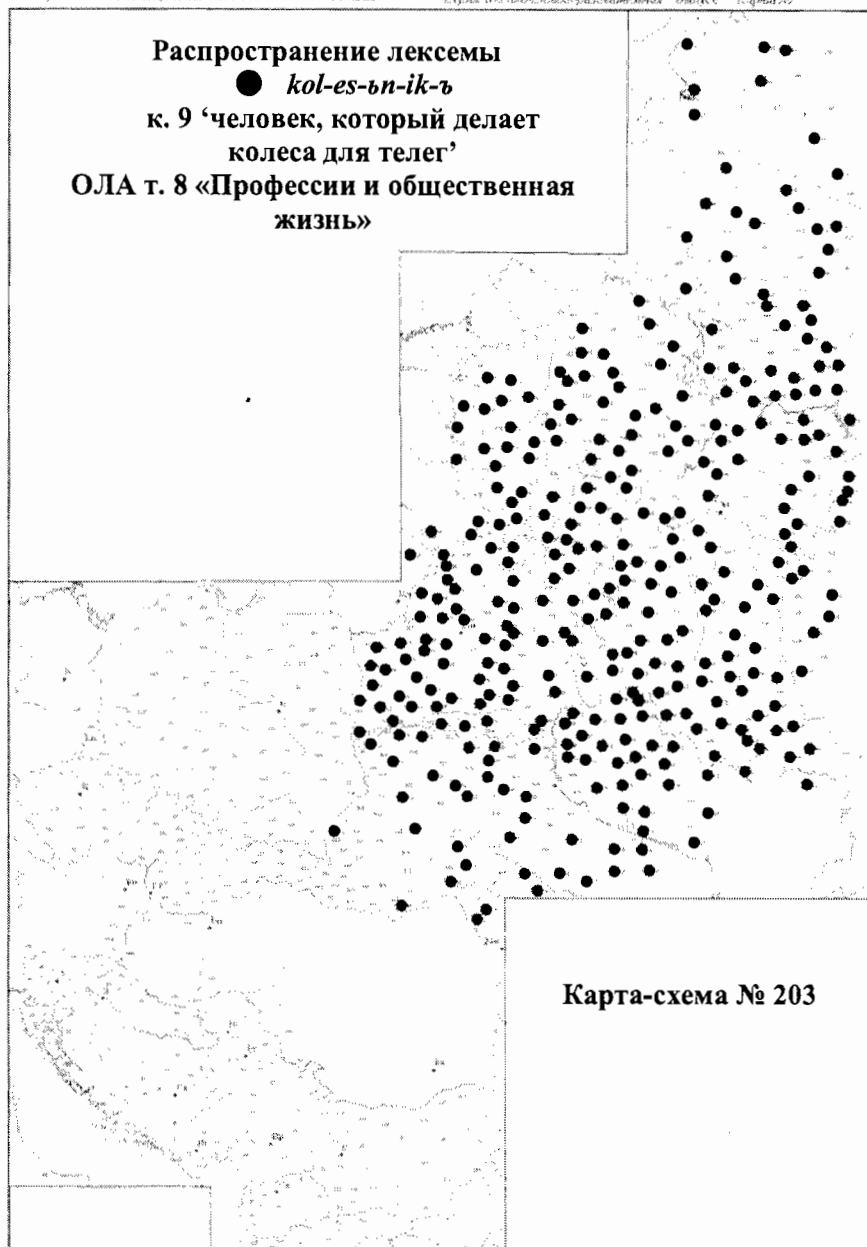 Распространение лексемы
● kol-es-ьn-ik-ъ
к. 9 ‘человек, который делает
колеса для телег’
ОЛА т. 8 «Профессии и общественная
жизнь»
Карта-схема № 203